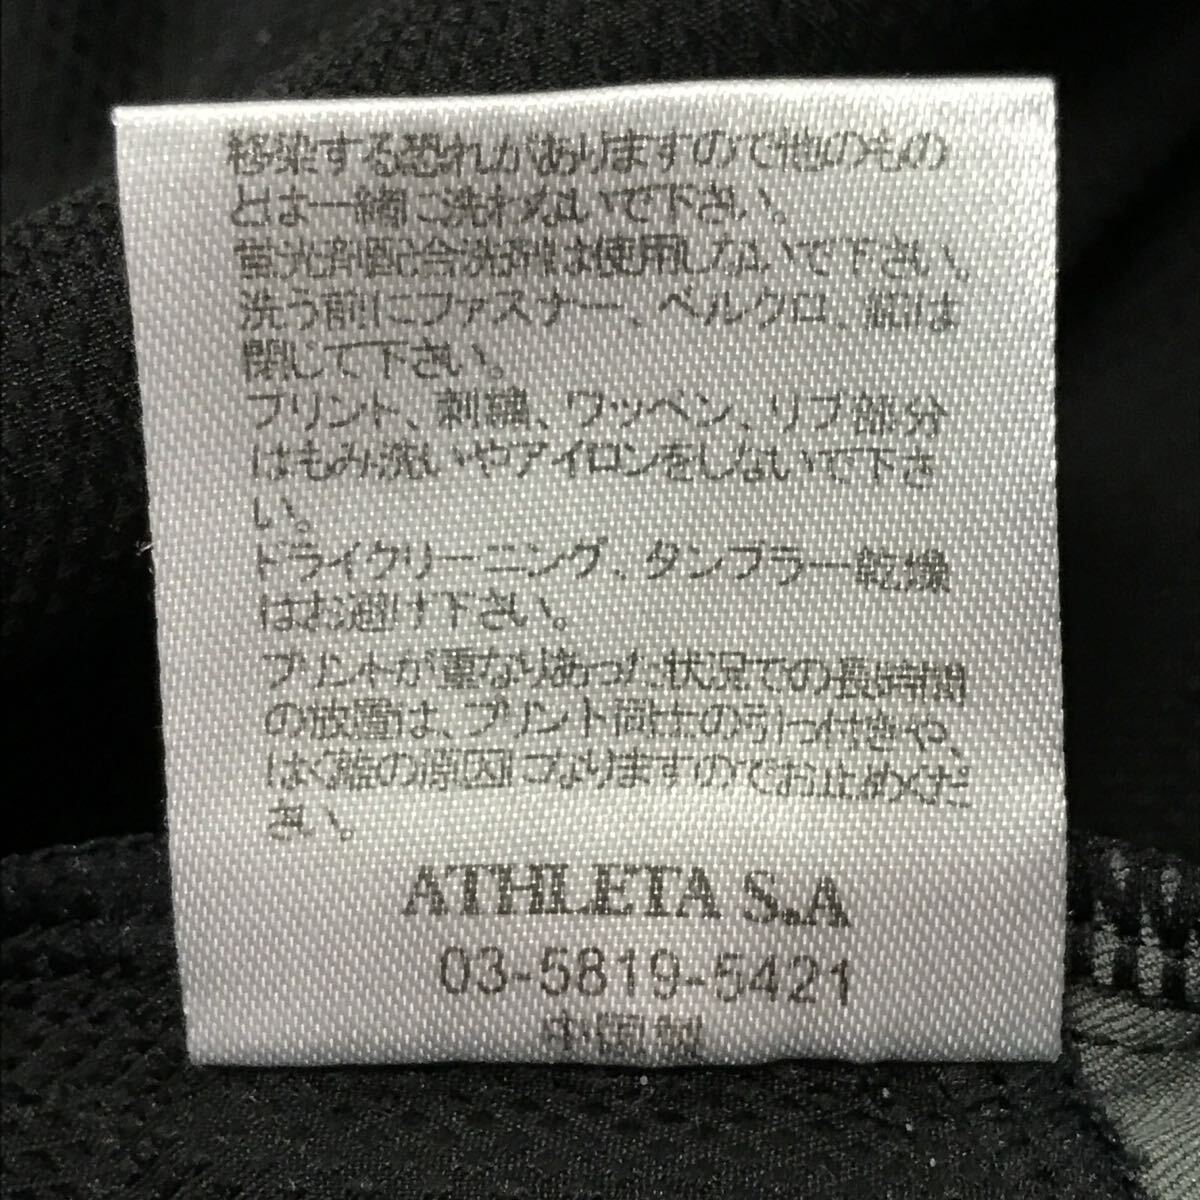 移染する恐れがありますので他のもの
とは一緒に洗わないで下さい。
蛍光剤配合洗剤は使用しないで下さい。
洗う前にファスナー、ベルクロ、紐は
閉じて下さい。
プリント、刺繍、ワッペン、リブ部分
はもみ洗いやアイロンをしないで下さ
い。
ドライクリーニング、タンブラー乾燥
はお避け下さい。
プリントが重なりあった状況での長時間
の放置は、プリント同士の引っ付きや、
はく離の原因になりますのでお止めくだ
さい。
ATHLETA S.A
03-5819-5421
中国製